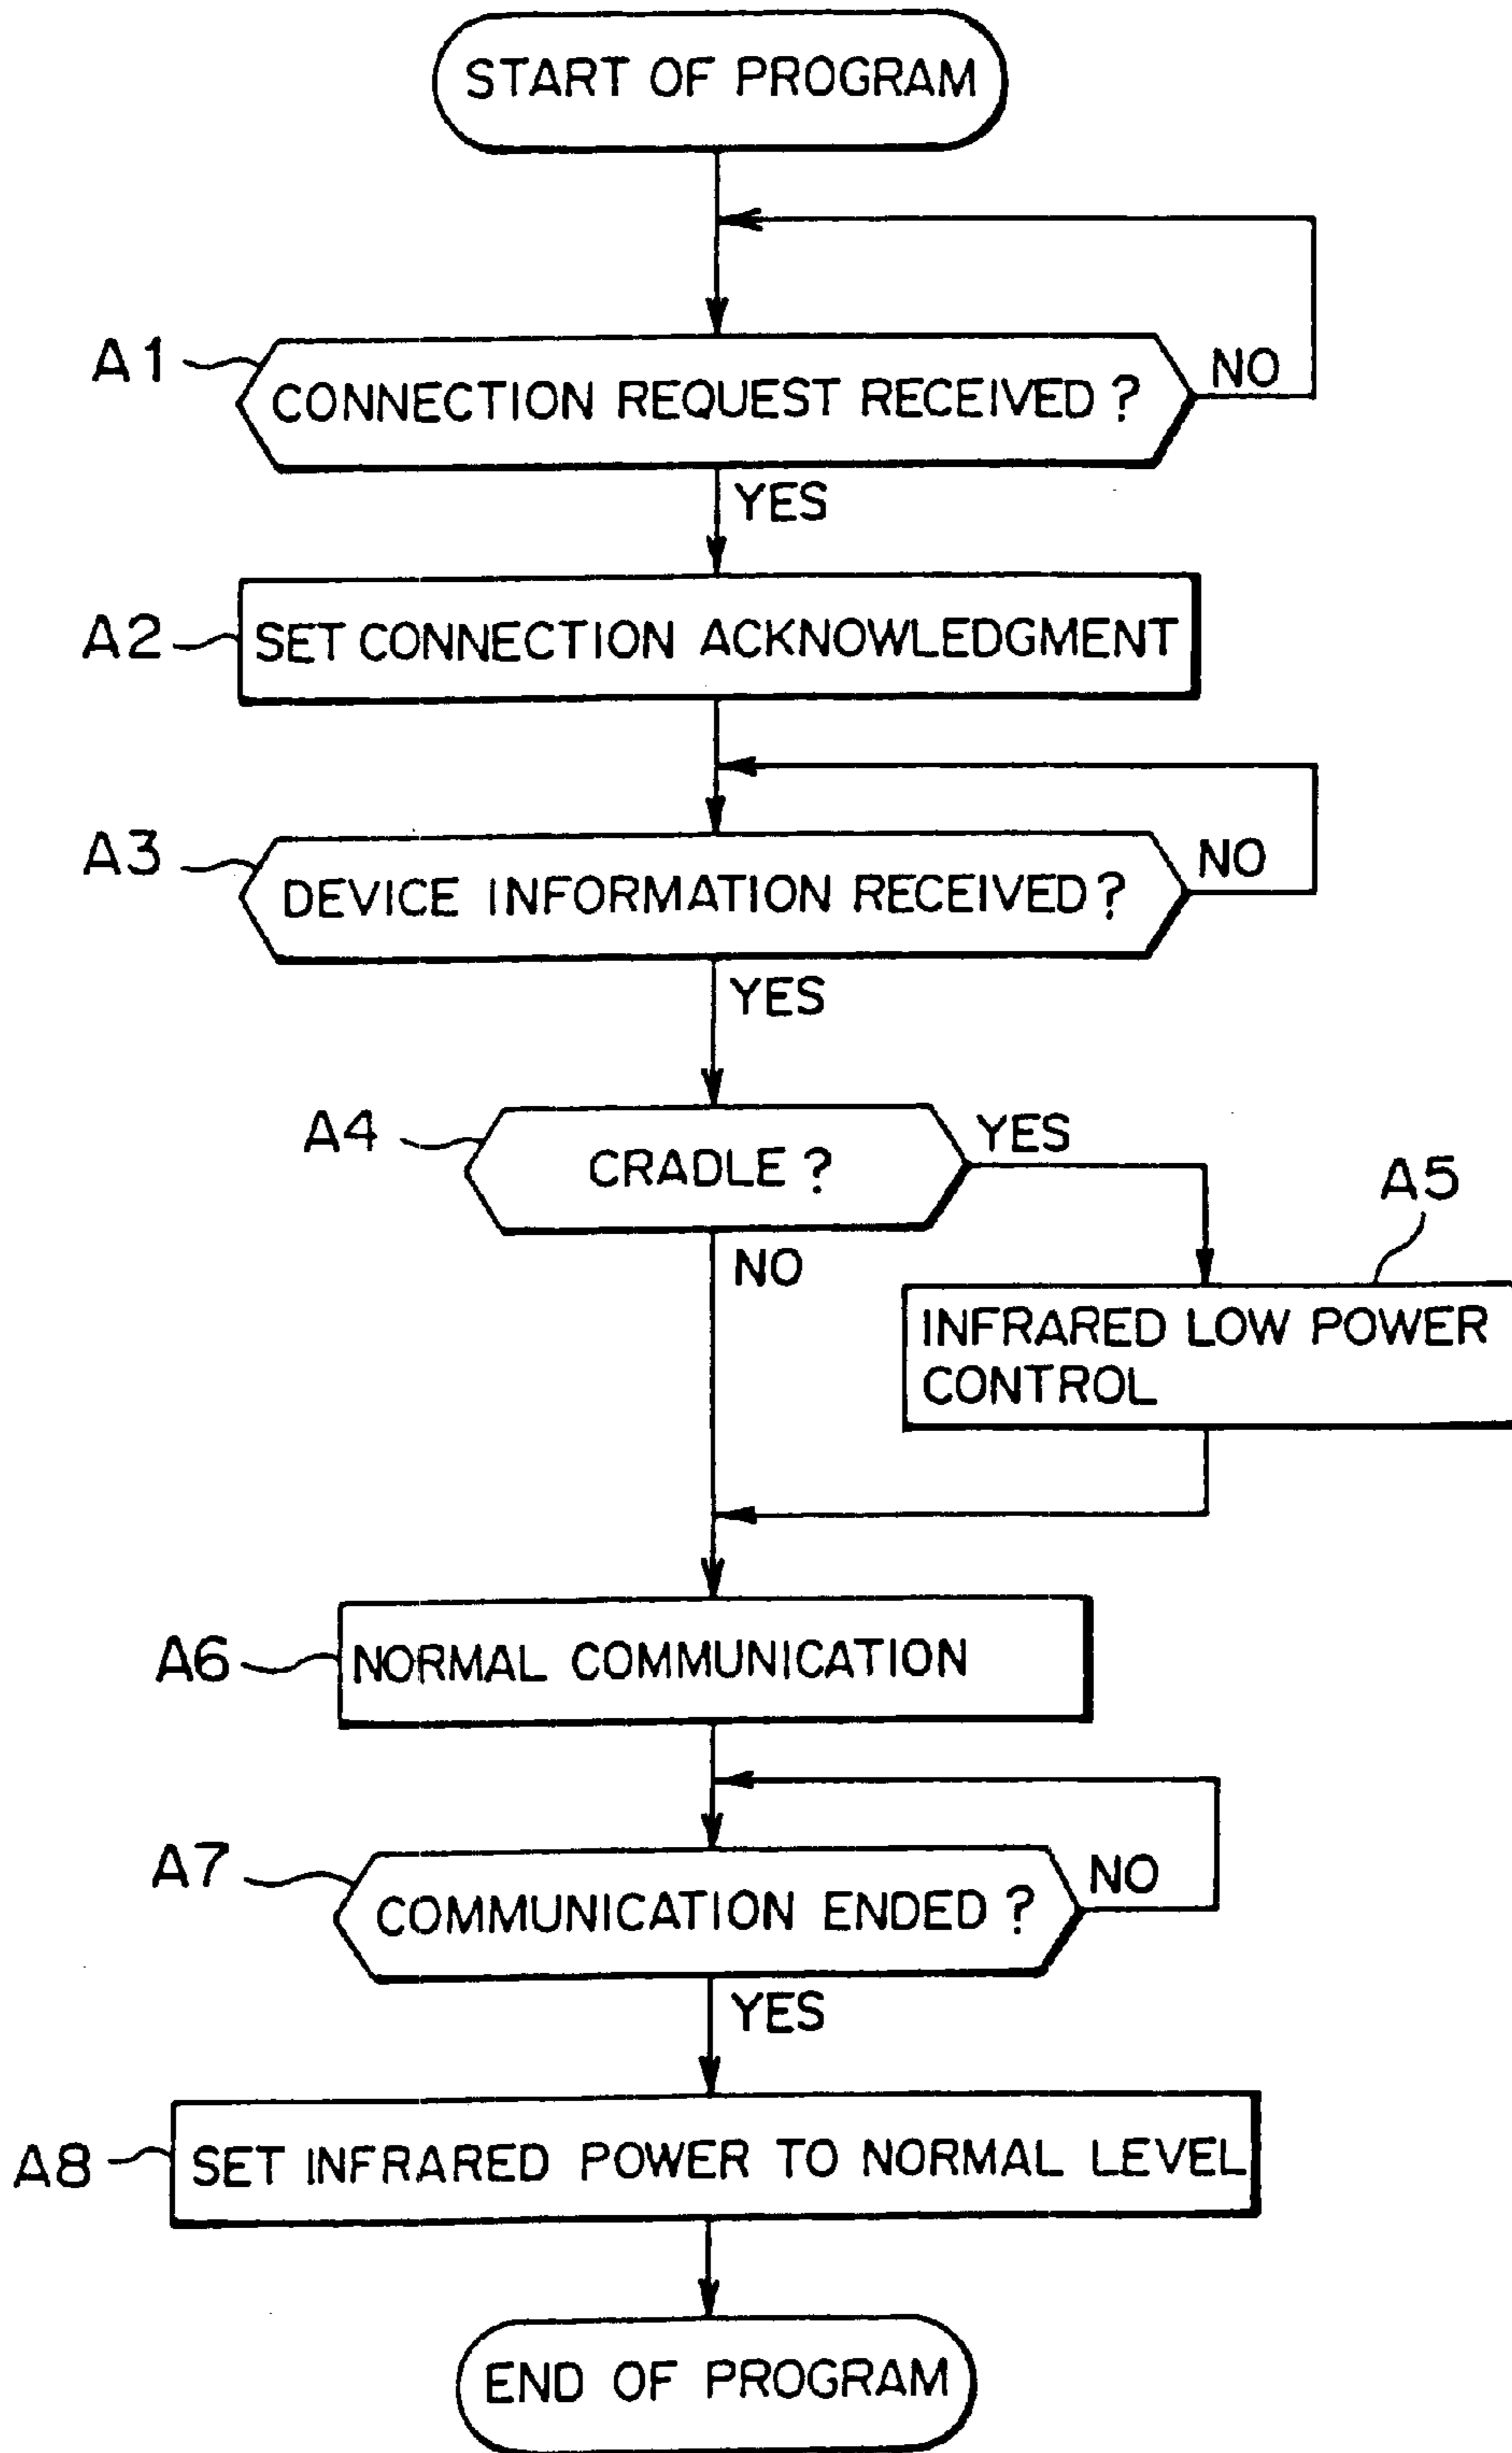 START OF PROGRAM
A1
CONNECTION REQUEST RECEIVED ?
NO
YES
A2
SET CONNECTION ACKNOWLEDGMENT
A3
DEVICE INFORMATION RECEIVED ?
NO
YES
A4
CRADLE ?
YES
NO
A5
INFRARED LOW POWER
CONTROL
A6
NORMAL COMMUNICATION
A7
COMMUNICATION ENDED ?
NO
YES
A8
SET INFRARED POWER TO NORMAL LEVEL
END OF PROGRAM